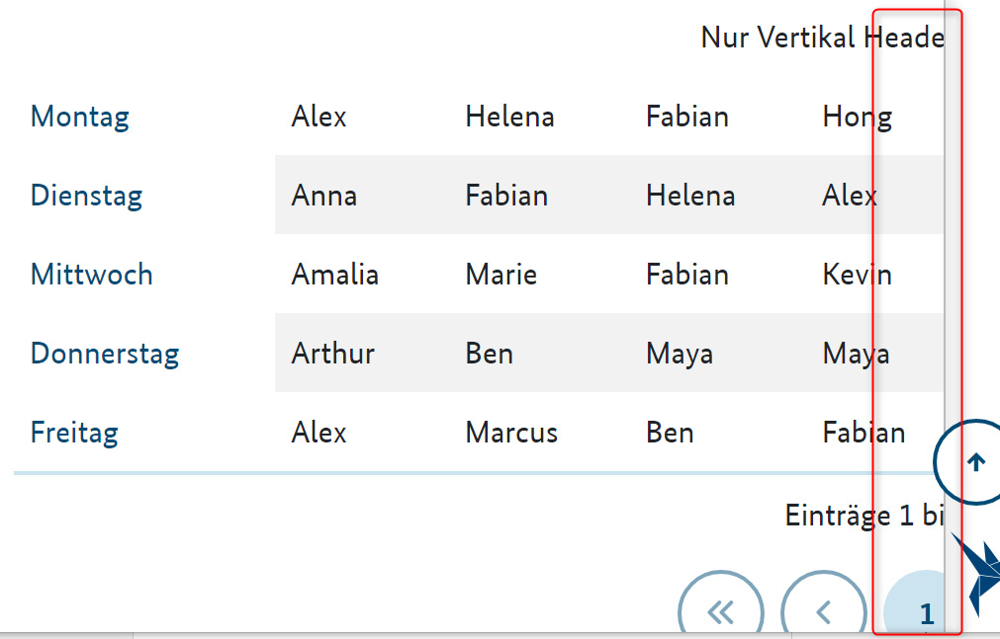 Nur Vertikal Heade
Montag Alex Helena Fabian Hong
Dienstag Anna Fabian Helena Alex
Mittwoch Amalia Marie Fabian Kevin
Donnerstag Arthur Ben Maya Maya
Freitag Alex Marcus Ben Fabian
Einträge 1 bi
1